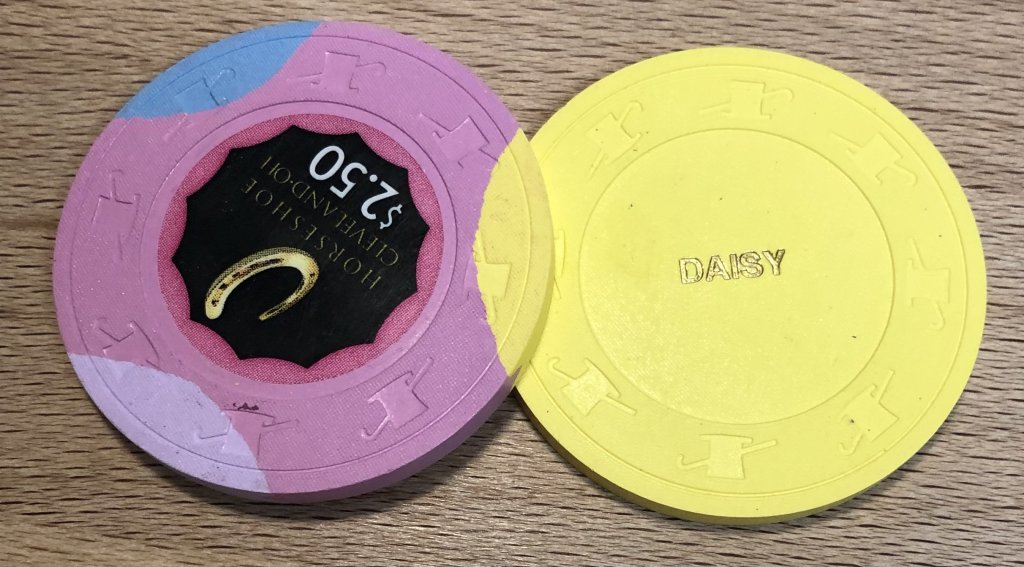 HORSESHOE
CLEVELAND·OH
$2.50
DAISY